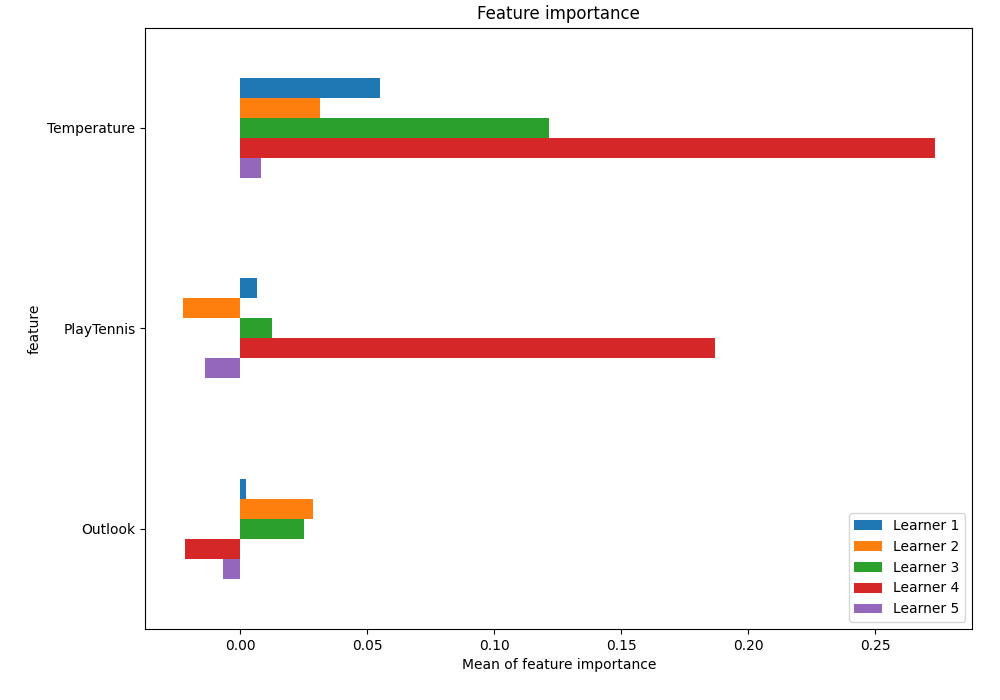 Feature importance
Temperature
PlayTennis
Outlook
feature
0.00 0.05 0.10 0.15 0.20 0.25
Mean of feature importance
Learner 1
Learner 2
Learner 3
Learner 4
Learner 5